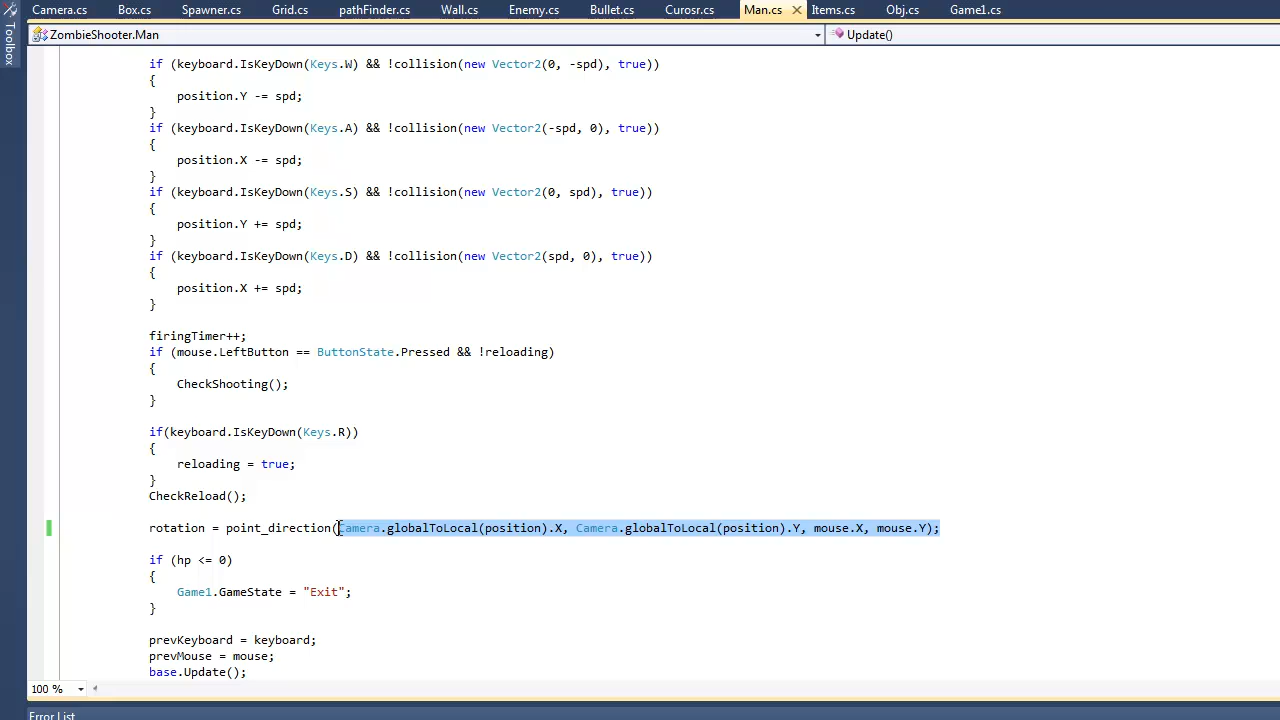 Camera.cs Box.cs Spawner.cs Grid.cs pathFinder.cs Wall.cs Enemy.cs Bullet.cs Curosr.cs Man.cs Items.cs Obj.cs Game1.cs
Toolbox
ZombieShooter.Man Update()
if (keyboard.IsKeyDown(Keys.W) && !collision(new Vector2(0, -spd), true))
{
position.Y -= spd;
}
if (keyboard.IsKeyDown(Keys.A) && !collision(new Vector2(-spd, 0), true))
{
position.X -= spd;
}
if (keyboard.IsKeyDown(Keys.S) && !collision(new Vector2(0, spd), true))
{
position.Y += spd;
}
if (keyboard.IsKeyDown(Keys.D) && !collision(new Vector2(spd, 0), true))
{
position.X += spd;
}
firingTimer++;
if (mouse.LeftButton == ButtonState.Pressed && !reloading)
{
CheckShooting();
}
if(keyboard.IsKeyDown(Keys.R))
{
reloading = true;
}
CheckReload();
rotation = point_direction(Camera.globalToLocal(position).X, Camera.globalToLocal(position).Y, mouse.X, mouse.Y);
if (hp <= 0)
{
Game1.GameState = "Exit";
}
prevKeyboard = keyboard;
prevMouse = mouse;
base.Update();
100 %
Error List